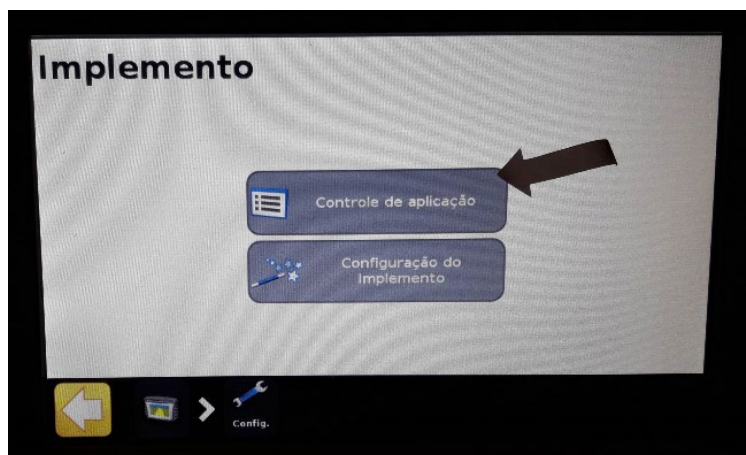 Implemento
Controle de aplicação
Configuração do
Implemento
Config.